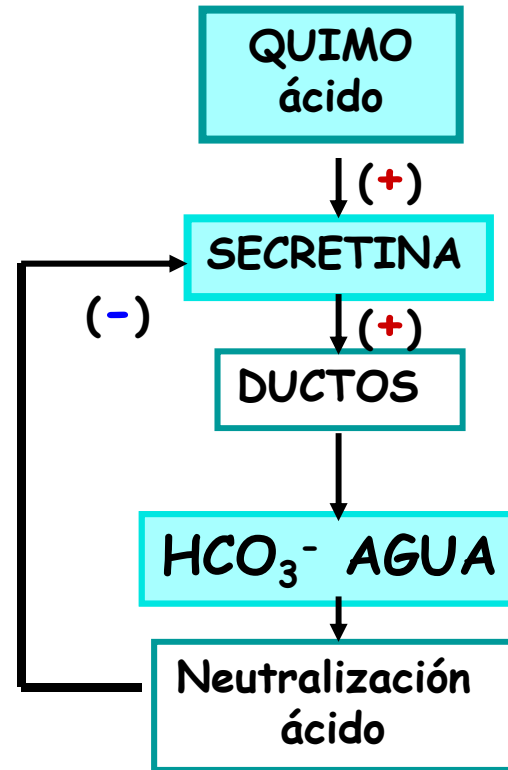 QUIMO
ácido
(+)
SECRETINA
(-)
(+)
DUCTOS
HCO₃⁻ AGUA
Neutralización
ácido